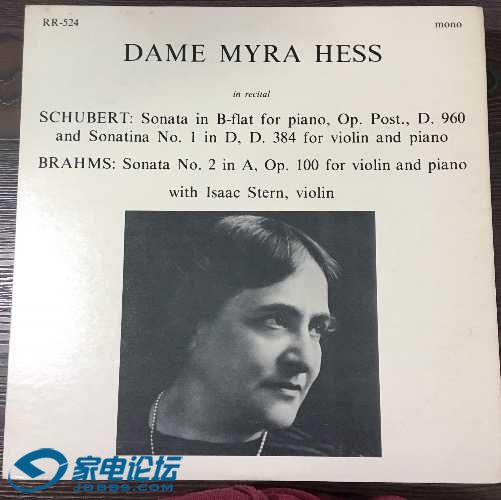 RR-524
mono
DAME MYRA HESS
in recital
SCHUBERT: Sonata in B-flat for piano, Op. Post., D. 960
and Sonatina No. 1 in D, D. 384 for violin and piano
BRAHMS: Sonata No. 2 in A, Op. 100 for violin and piano
with Isaac Stern, violin
家电论坛
JDBBS.COM